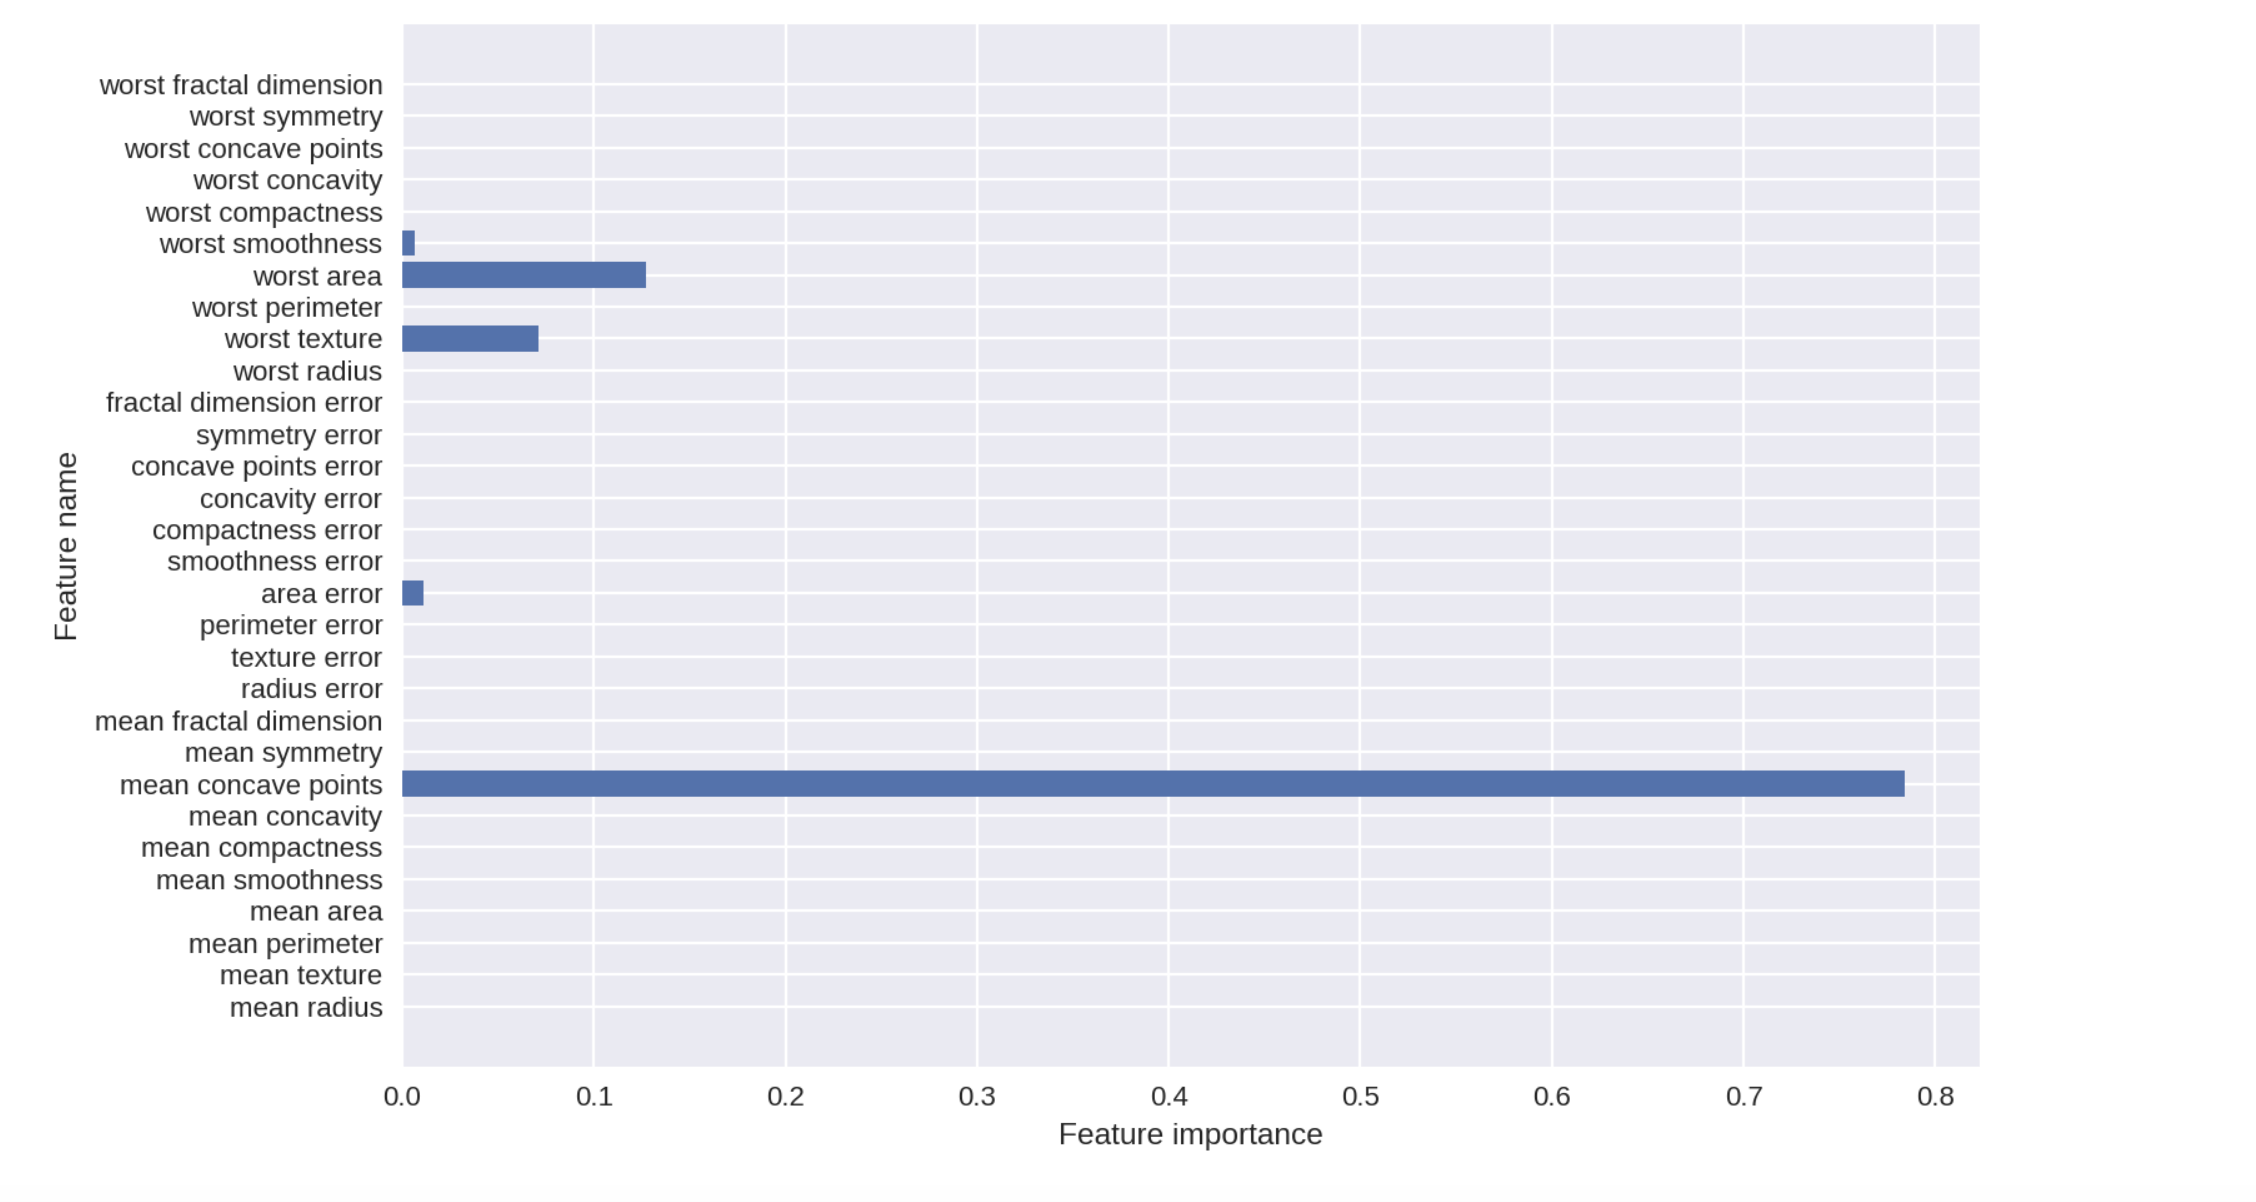 worst fractal dimension
worst symmetry
worst concave points
worst concavity
worst compactness
worst smoothness
worst area
worst perimeter
worst texture
worst radius
fractal dimension error
symmetry error
concave points error
concavity error
compactness error
smoothness error
area error
perimeter error
texture error
radius error
mean fractal dimension
mean symmetry
mean concave points
mean concavity
mean compactness
mean smoothness
mean area
mean perimeter
mean texture
mean radius
Feature name
0.0 0.1 0.2 0.3 0.4 0.5 0.6 0.7 0.8
Feature importance